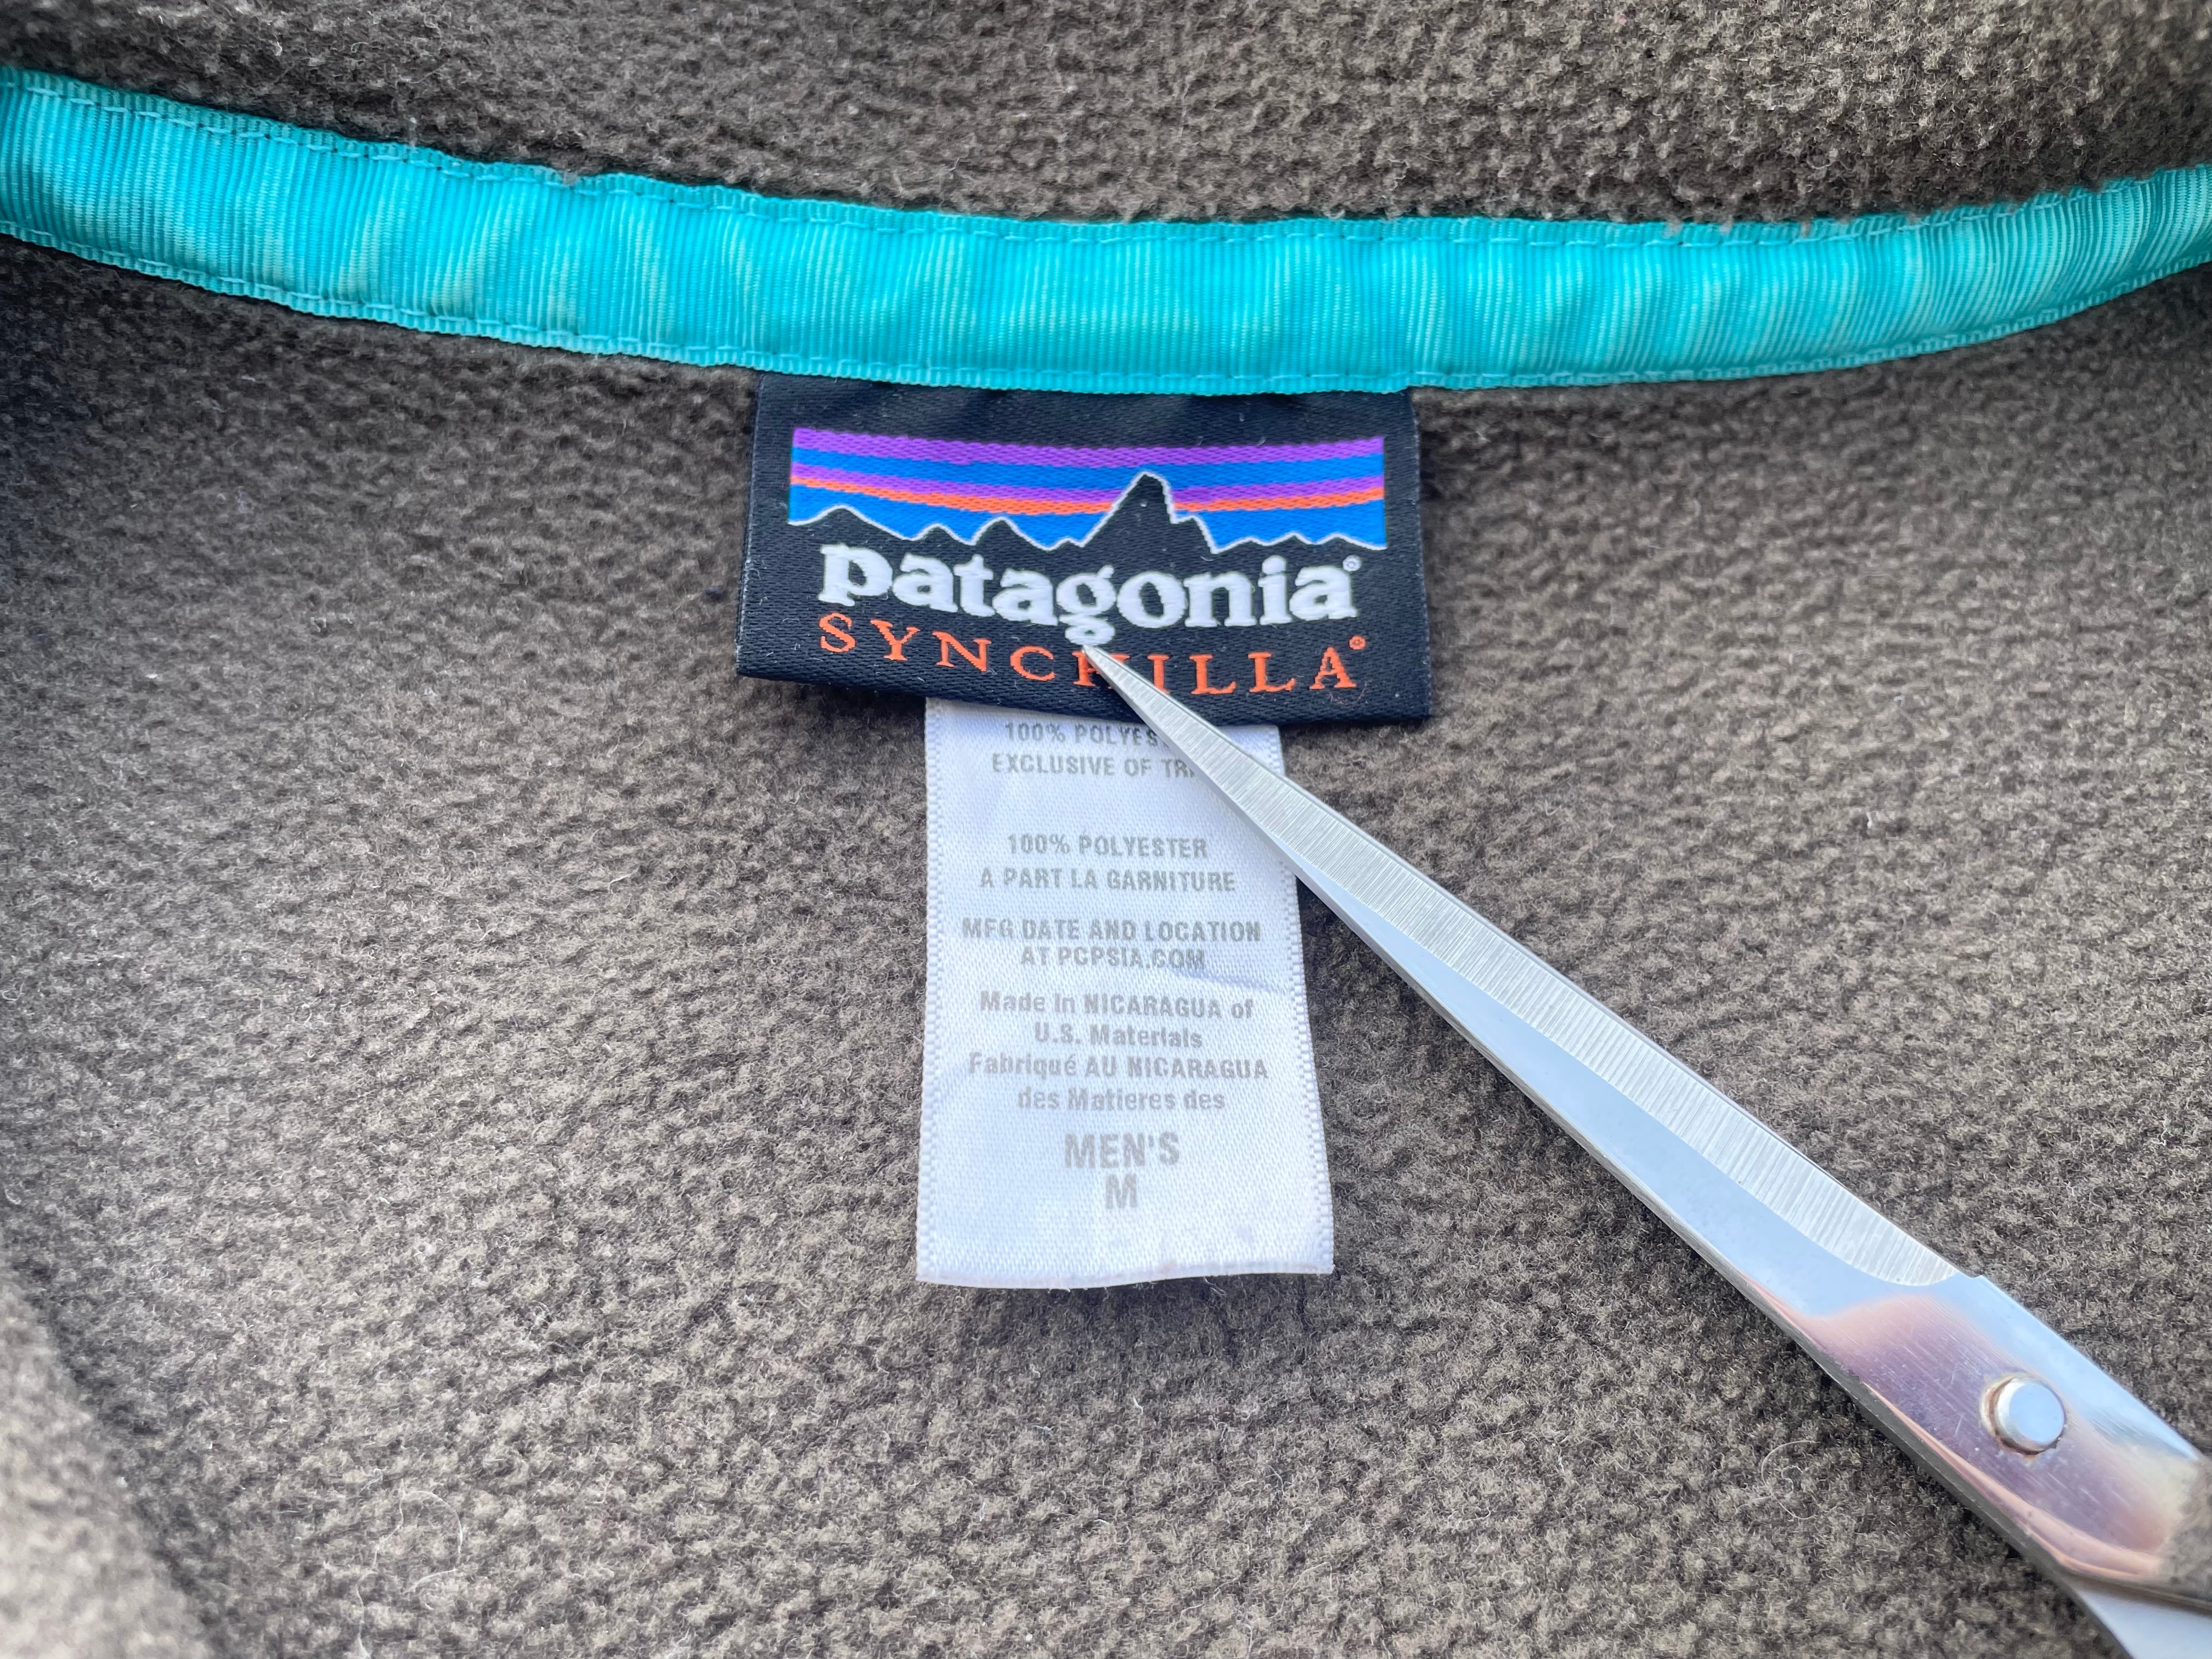 patagonia®
SYNCHILLA®
100% POLYES
EXCLUSIVE OF TRI
100% POLYESTER
A PART LA GARNITURE
MFG DATE AND LOCATION
AT PCPSIA.COM
Made in NICARAGUA of
U.S. Materials
Fabriqué AU NICARAGUA
des Matieres des
MEN'S
M